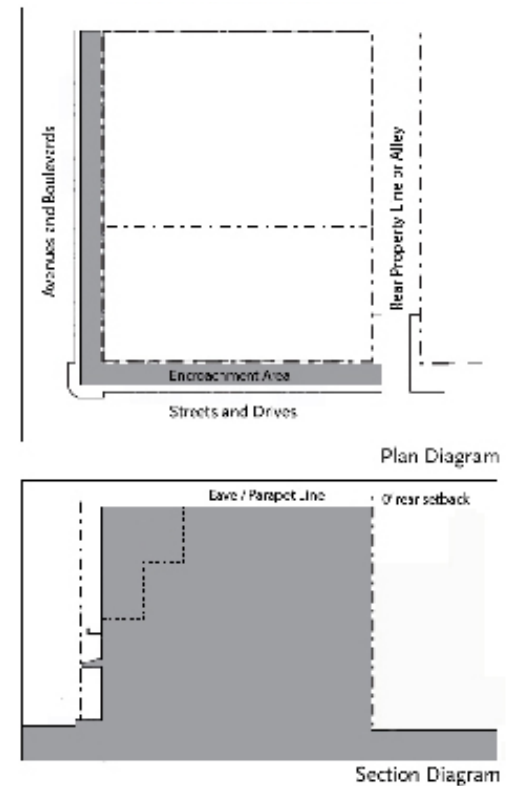 Avenues and Boulevards
Rear Property Line or Alley
Encroachment Area
Streets and Drives
Plan Diagram
Eave / Parapet Line
0' rear setback
Section Diagram